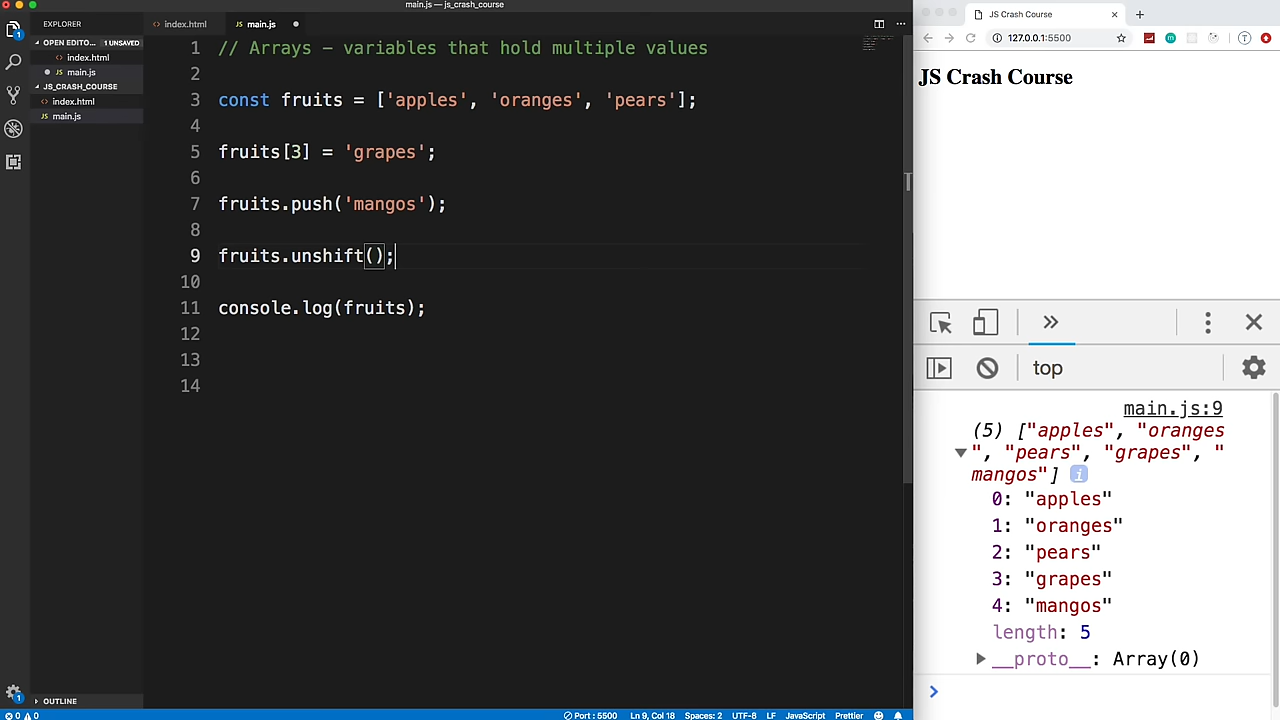 main.js — js_crash_course
EXPLORER
OPEN EDITO... 1 UNSAVED
index.html
main.js
JS_CRASH_COURSE
index.html
main.js
OUTLINE
index.html
main.js
1 // Arrays – variables that hold multiple values
2
3 const fruits = ['apples', 'oranges', 'pears'];
4
5 fruits[3] = 'grapes';
6
7 fruits.push('mangos');
8
9 fruits.unshift();
10
11 console.log(fruits);
12
13
14
0 0 Port : 5500 Ln 9, Col 18 Spaces: 2 UTF-8 LF JavaScript Prettier
JS Crash Course
127.0.0.1:5500
JS Crash Course
top
main.js:9
(5) ["apples", "oranges
", "pears", "grapes", "
mangos"]
0: "apples"
1: "oranges"
2: "pears"
3: "grapes"
4: "mangos"
length: 5
__proto__: Array(0)